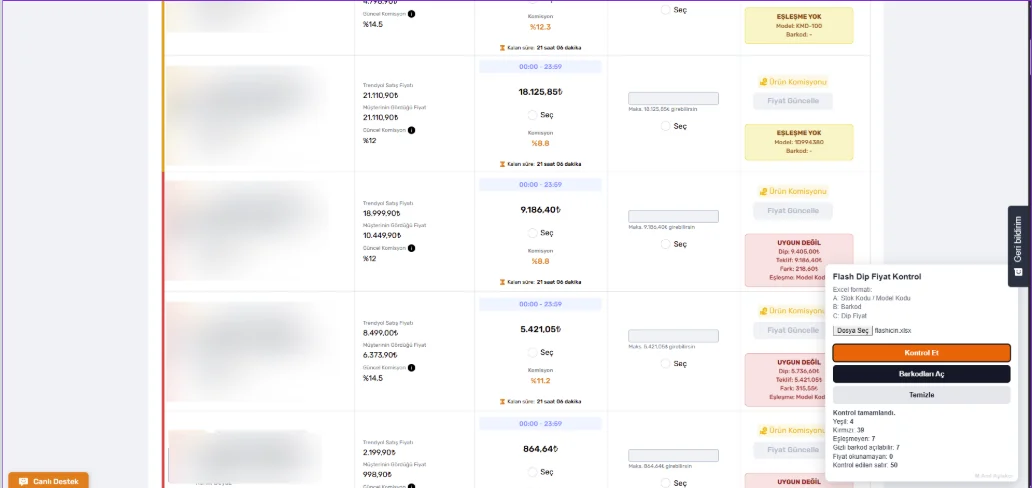 4.798,90₺
Güncel Komisyon
%14.5
Komisyon
%12.3
Kalan süre: 21 saat 06 dakika
Seç
EŞLEŞME YOK
Model: KMD-100
Barkod: -
Trendyol Satış Fiyatı
21.110,90₺
Müşterinin Gördüğü Fiyat
21.110,90₺
Güncel Komisyon
%12
00:00 - 23:59
18.125,85₺
Seç
Komisyon
%8.8
Kalan süre: 21 saat 06 dakika
Maks. 18.125,85₺ girebilirsin
Seç
Ürün Komisyonu
Fiyat Güncelle
EŞLEŞME YOK
Model: 1D994380
Barkod: -
Trendyol Satış Fiyatı
18.999,90₺
Müşterinin Gördüğü Fiyat
10.449,90₺
Güncel Komisyon
%12
00:00 - 23:59
9.186,40₺
Seç
Komisyon
%8.8
Kalan süre: 21 saat 06 dakika
Maks. 9.186,40₺ girebilirsin
Seç
Ürün Komisyonu
Fiyat Güncelle
UYGUN DEĞİL
Dip: 9.405,00₺
Teklif: 9.186,40₺
Fark: 218,60₺
Eşleşme: Model Kod
Trendyol Satış Fiyatı
8.499,00₺
Müşterinin Gördüğü Fiyat
6.373,90₺
Güncel Komisyon
%14.5
00:00 - 23:59
5.421,05₺
Seç
Komisyon
%11.2
Kalan süre: 21 saat 06 dakika
Maks. 5.421,05₺ girebilirsin
Seç
Ürün Komisyonu
Fiyat Güncelle
UYGUN DEĞİL
Dip: 5.736,60₺
Teklif: 5.421,05₺
Fark: 315,55₺
Eşleşme: Model Kod
Trendyol Satış Fiyatı
2.199,90₺
Müşterinin Gördüğü Fiyat
998,90₺
Güncel Komisyon
00:00 - 23:59
864,64₺
Seç
Maks. 864,64₺ girebilirsin
Seç
Ürün Komisyonu
Fiyat Güncelle
UYGUN DEĞİL
Geri bildirim
Flash Dip Fiyat Kontrol
Excel formatı:
A: Stok Kodu / Model Kodu
B: Barkod
C: Dip Fiyat
Dosya Seç flashicin.xlsx
Kontrol Et
Barkodları Aç
Temizle
Kontrol tamamlandı.
Yeşil: 4
Kırmızı: 39
Eşleşmeyen: 7
Gizli barkod açılabilir: 7
Fiyat okunamayan: 0
Kontrol edilen satır: 50
Canlı Destek